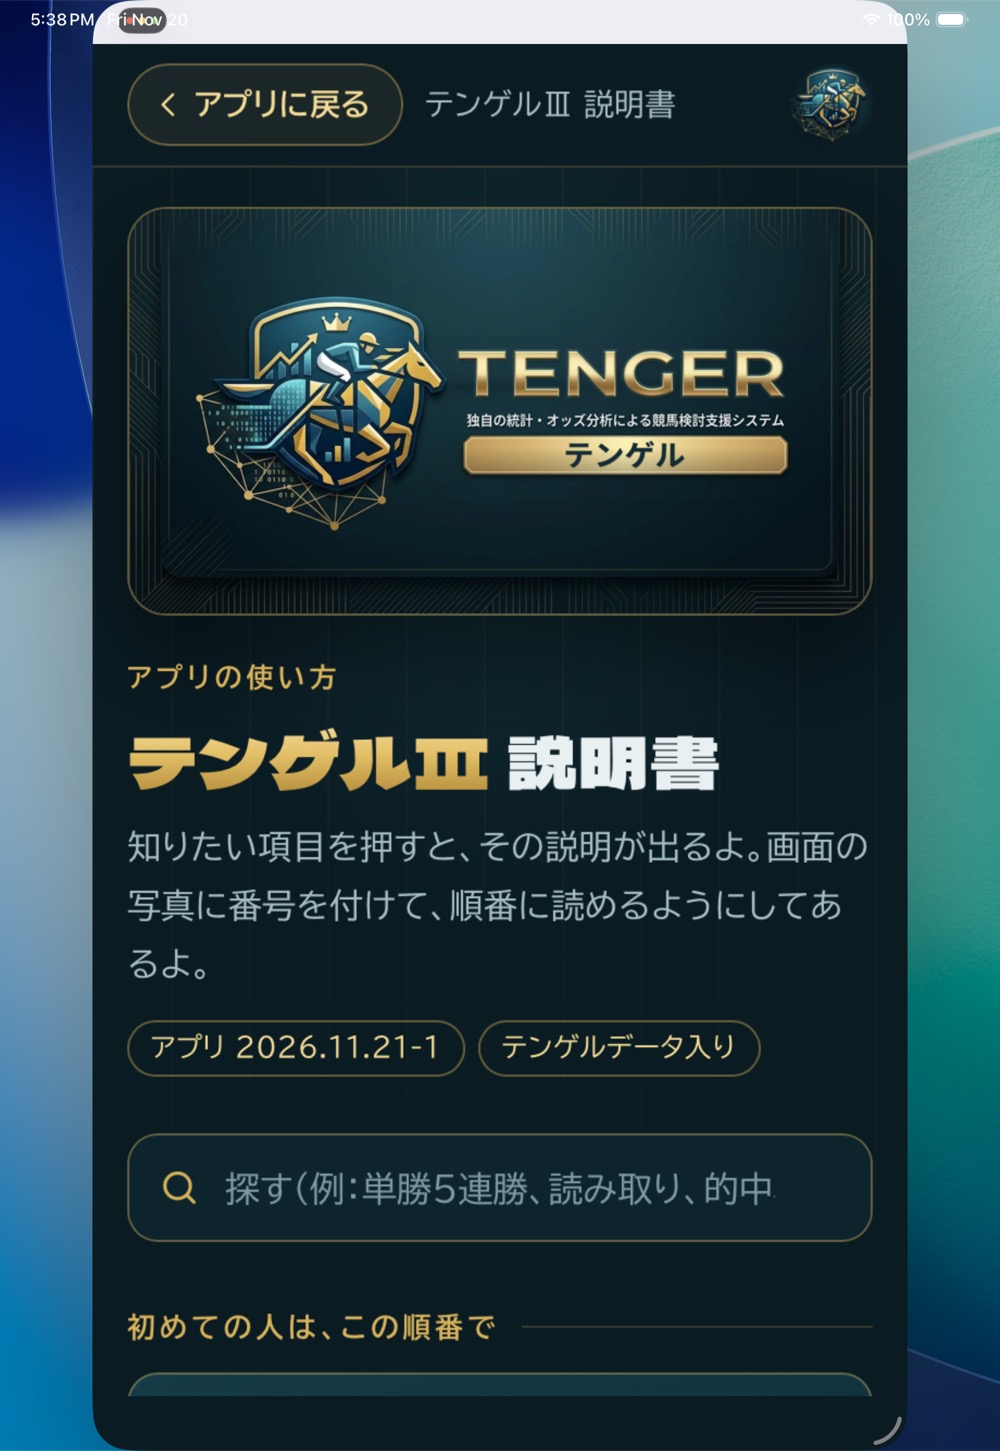 5:38 PM Fri Nov 20
100%
アプリに戻る
テンゲルⅢ 説明書
TENGER
独自の統計・オッズ分析による競馬検討支援システム
テンゲル
アプリの使い方
テンゲルⅢ 説明書
知りたい項目を押すと、その説明が出るよ。画面の
写真に番号を付けて、順番に読めるようにしてあ
るよ。
アプリ 2026.11.21-1
テンゲルデータ入り
探す(例：単勝5連勝、読み取り、的中
初めての人は、この順番で